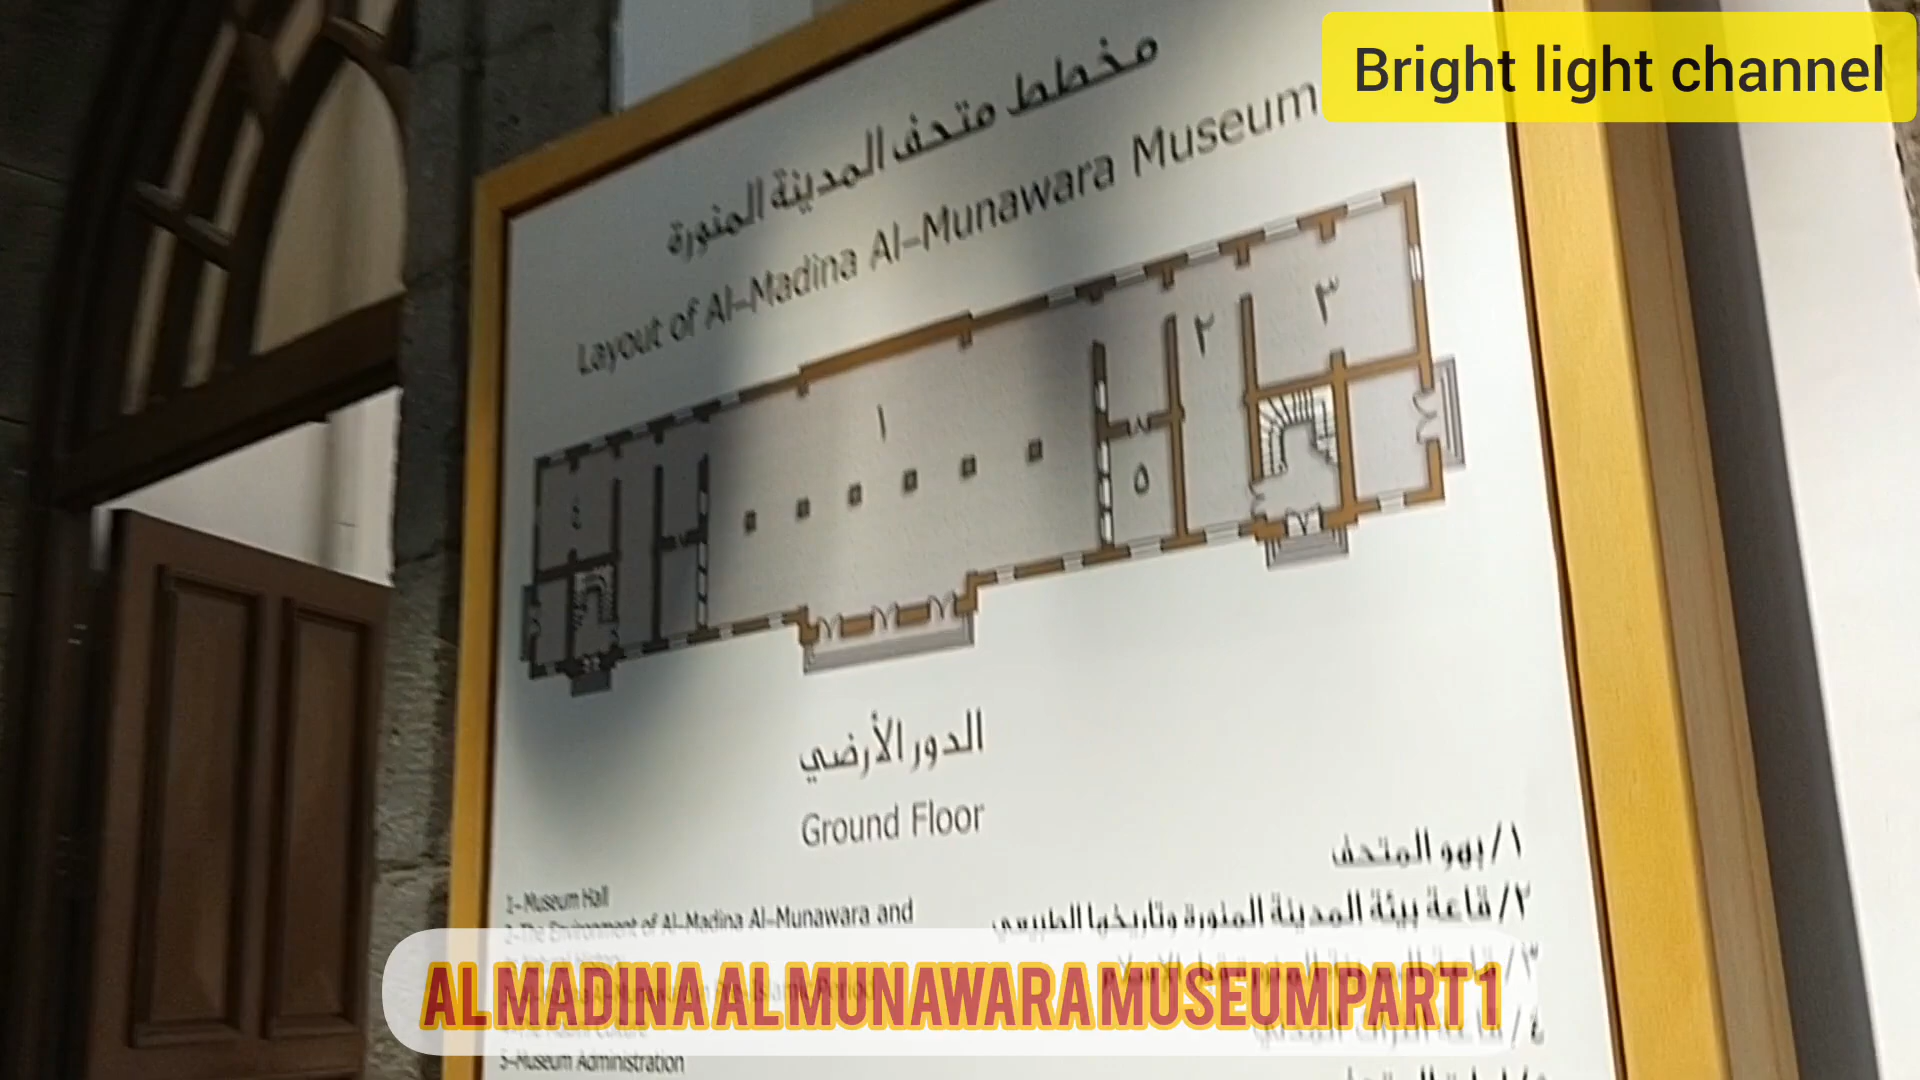 Bright light channel
مخطط متحف المدينة المنورة
Layout of Al-Madina Al-Munawara Museum
١
٢
٣
٤
٥
الدور الأرضي
Ground Floor
١/ بهو المتحف
٢/ قاعة بيئة المدينة المنورة وتاريخها الطبيعي
1-Museum Hall
2-The Environment of Al-Madina Al-Munawara and
AL MADINA AL MUNAWARA MUSEUM PART 1
5-Museum Administration